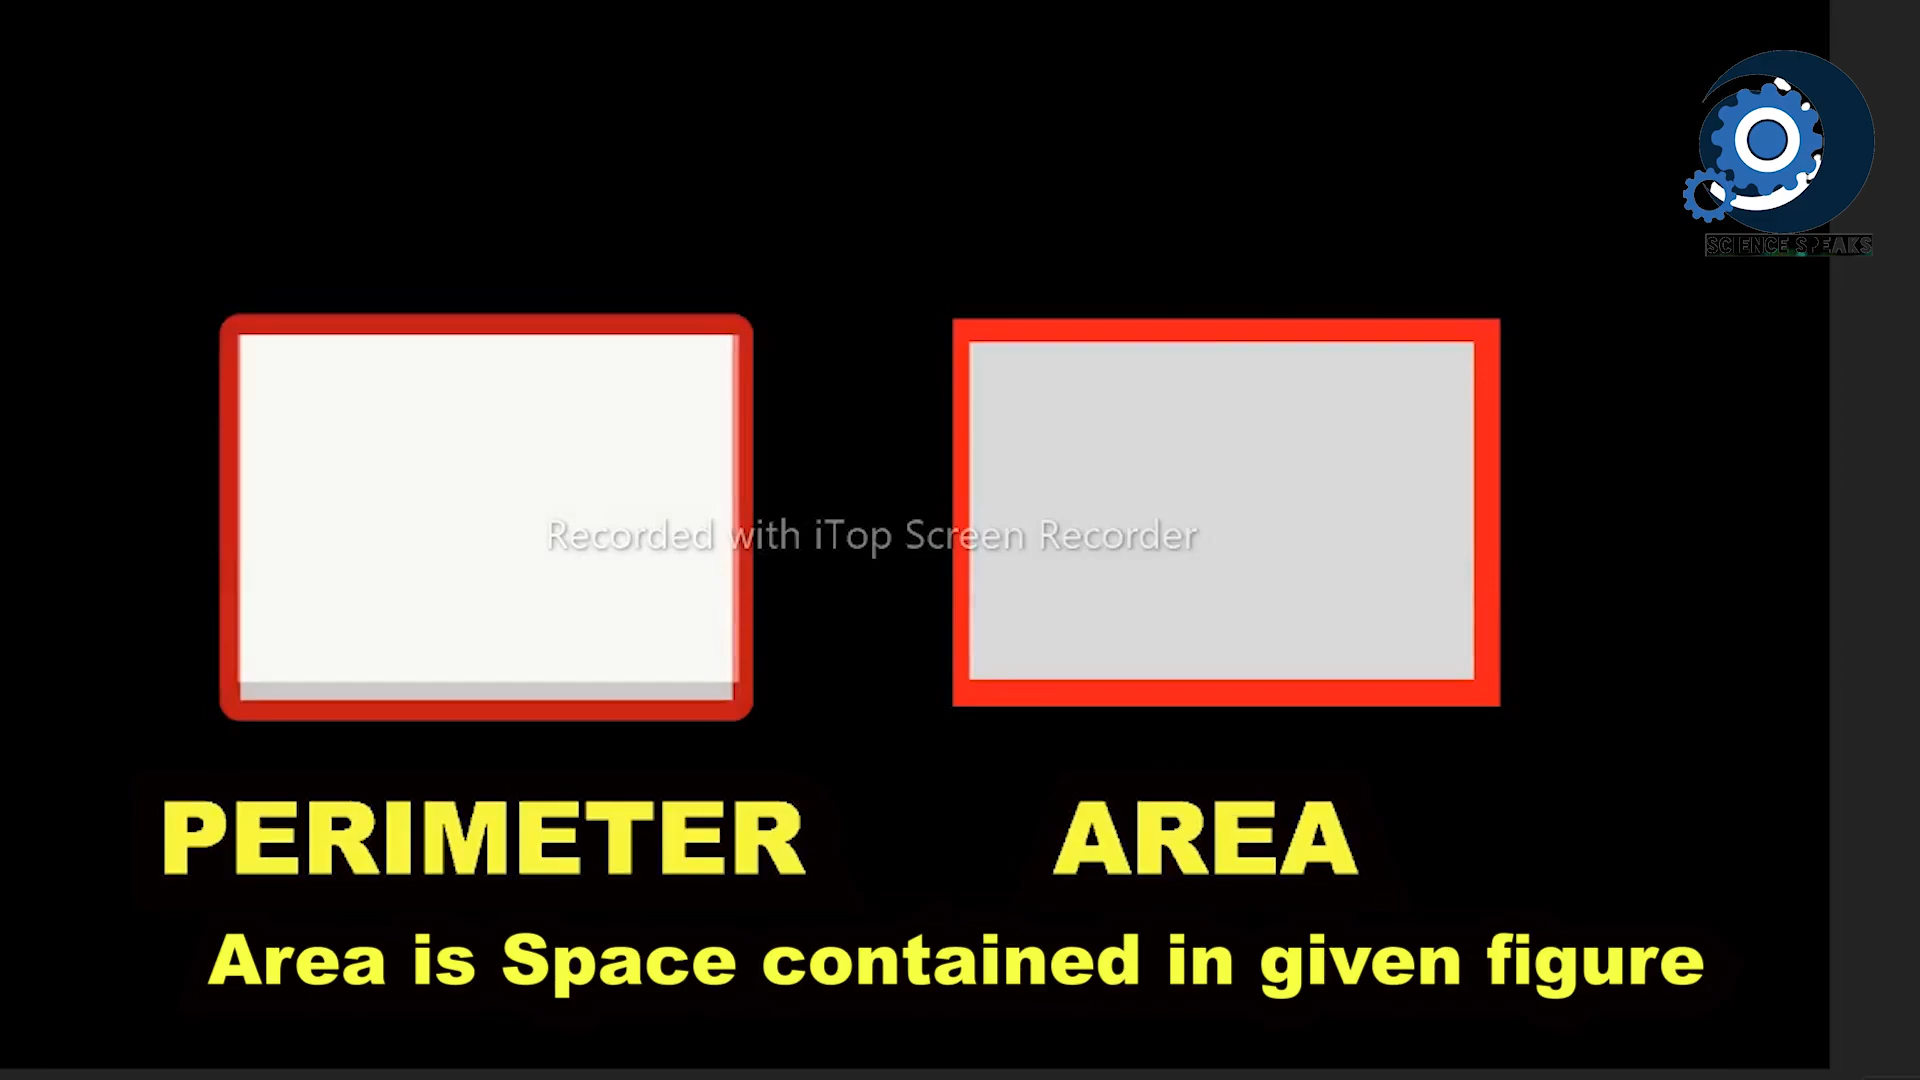 SCIENCE SPEAKS
Recorded with iTop Screen Recorder
PERIMETER
AREA
Area is Space contained in given figure